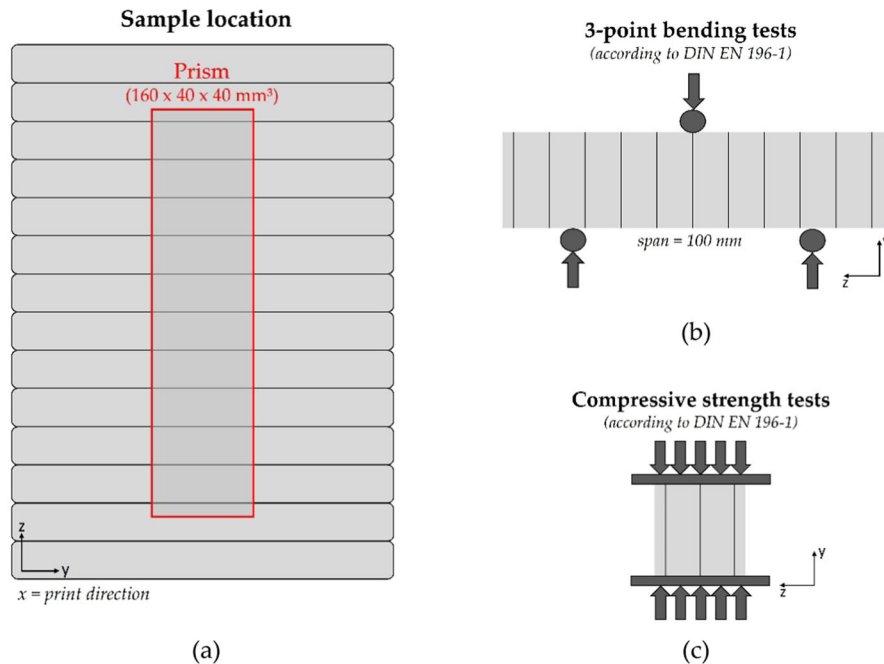 Sample location
Prism
(160 x 40 x 40 mm³)
z
y
x = print direction
(a)
3-point bending tests
(according to DIN EN 196-1)
span = 100 mm
z
(b)
Compressive strength tests
(according to DIN EN 196-1)
y
z
(c)